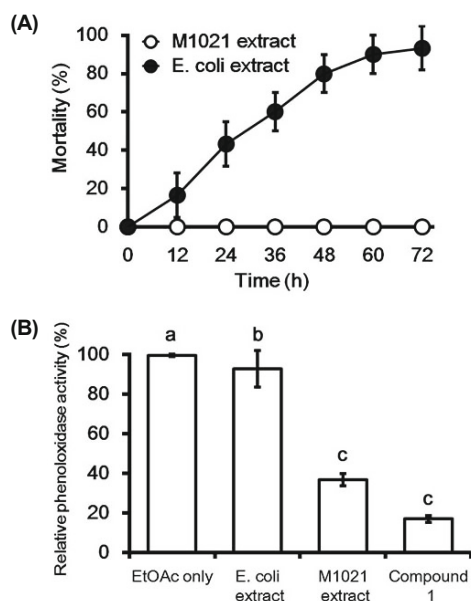 (A)
M1021 extract
E. coli extract
Mortality (%)
100
80
60
40
20
0
0 12 24 36 48 60 72
Time (h)
(B)
Relative phenoloxidase activity (%)
a b c c
100
80
60
40
20
0
EtOAc only E. coli extract M1021 extract Compound 1